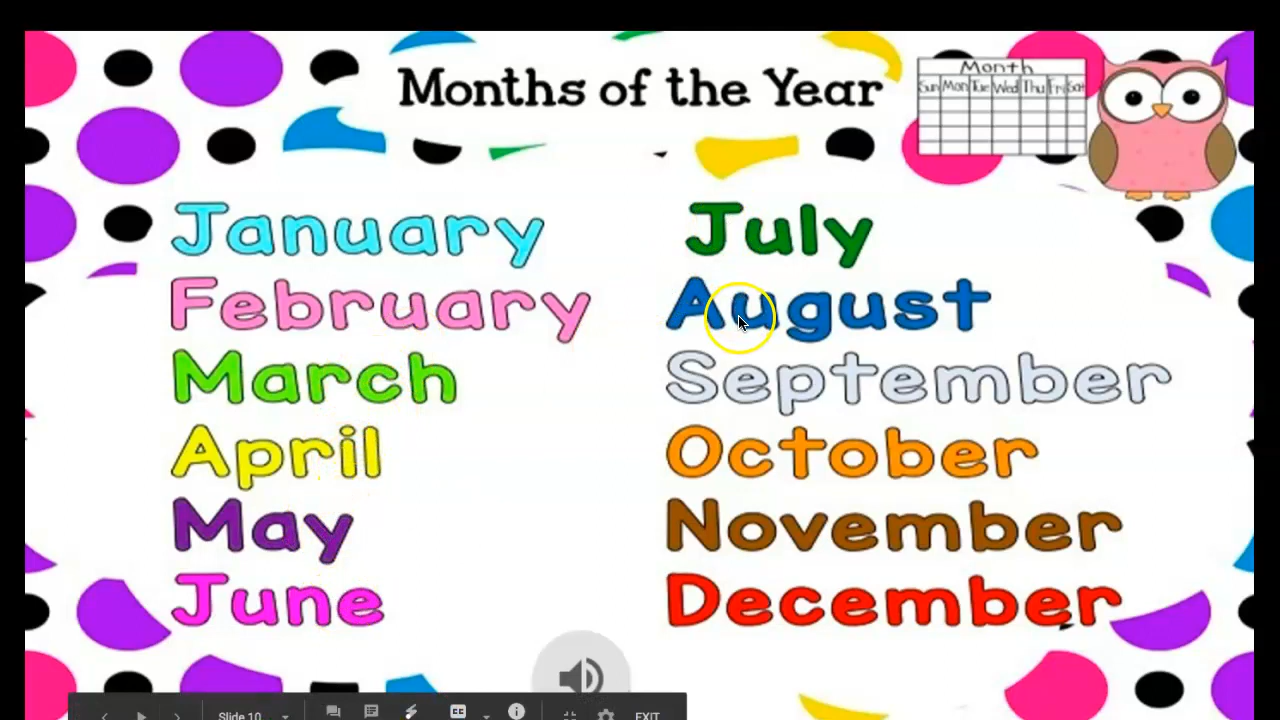 Months of the Year
Month
Sun Mon Tue Wed Thu Fri Sat
January
February
March
April
May
June
July
August
September
October
November
December
Slide 10
CC
EXIT